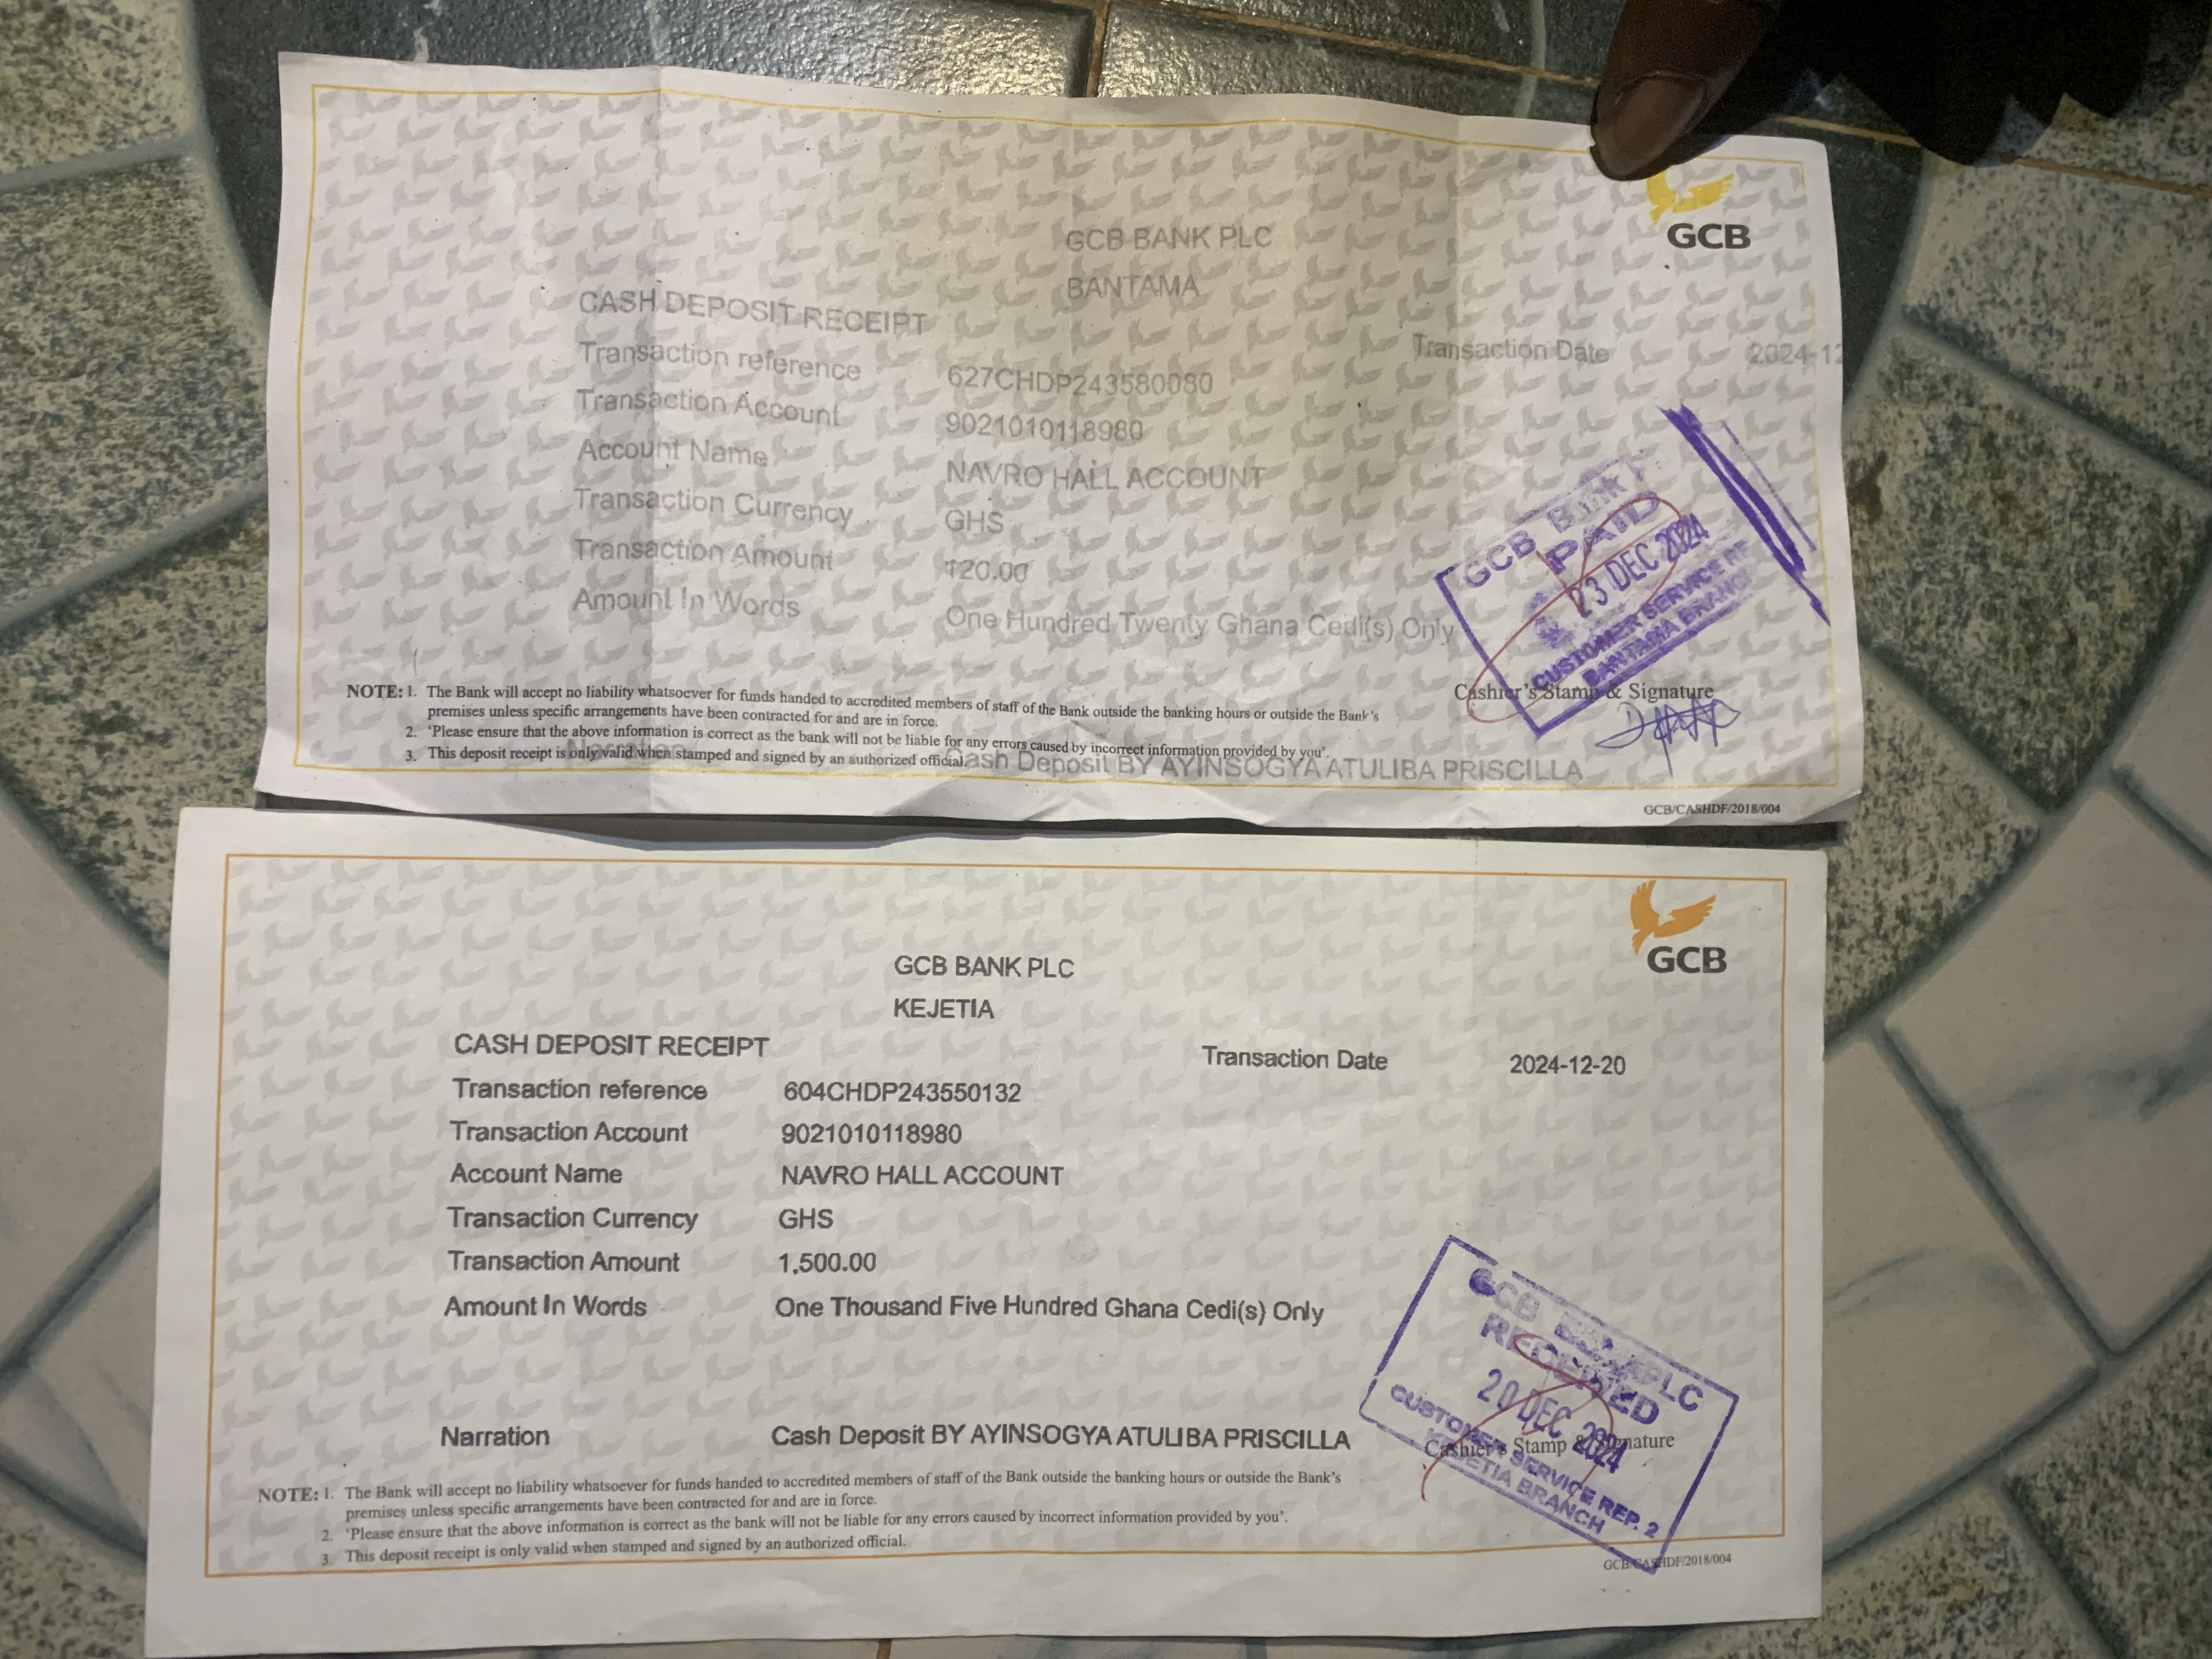 GCB
GCB BANK PLC
BANTAMA
CASH DEPOSIT RECEIPT
Transaction Date 2024-12
Transaction reference 627CHDP243580080
Transaction Account 9021010118980
Account Name NAVRO HALL ACCOUNT
Transaction Currency GHS
Transaction Amount 120.00
Amount In Words One Hundred Twenty Ghana Cedi(s) Only
GCB Bank
PAID
23 DEC 2024
CUSTOMER SERVICE
BANTAMA BRANCH
Cashier's Stamp & Signature
NOTE: 1. The Bank will accept no liability whatsoever for funds handed to accredited members of staff of the Bank outside the banking hours or outside the Bank's
premises unless specific arrangements have been contracted for and are in force.
2. 'Please ensure that the above information is correct as the bank will not be liable for any errors caused by incorrect information provided by you'.
3. This deposit receipt is only valid when stamped and signed by an authorized official.
Narration Cash Deposit BY AYINSOGYA ATULIBA PRISCILLA
GCB/CASHDF/2018/004
GCB
GCB BANK PLC
KEJETIA
CASH DEPOSIT RECEIPT
Transaction Date 2024-12-20
Transaction reference 604CHDP243550132
Transaction Account 9021010118980
Account Name NAVRO HALL ACCOUNT
Transaction Currency GHS
Transaction Amount 1,500.00
Amount In Words One Thousand Five Hundred Ghana Cedi(s) Only
GCB BANK PLC
RECEIVED
20 DEC 2024
CUSTOMER SERVICE REP. 2
KEJETIA BRANCH
Cashier's Stamp & Signature
Narration Cash Deposit BY AYINSOGYA ATULIBA PRISCILLA
NOTE: 1. The Bank will accept no liability whatsoever for funds handed to accredited members of staff of the Bank outside the banking hours or outside the Bank's
premises unless specific arrangements have been contracted for and are in force.
2. 'Please ensure that the above information is correct as the bank will not be liable for any errors caused by incorrect information provided by you'.
3. This deposit receipt is only valid when stamped and signed by an authorized official.
GCB/CASHDF/2018/004